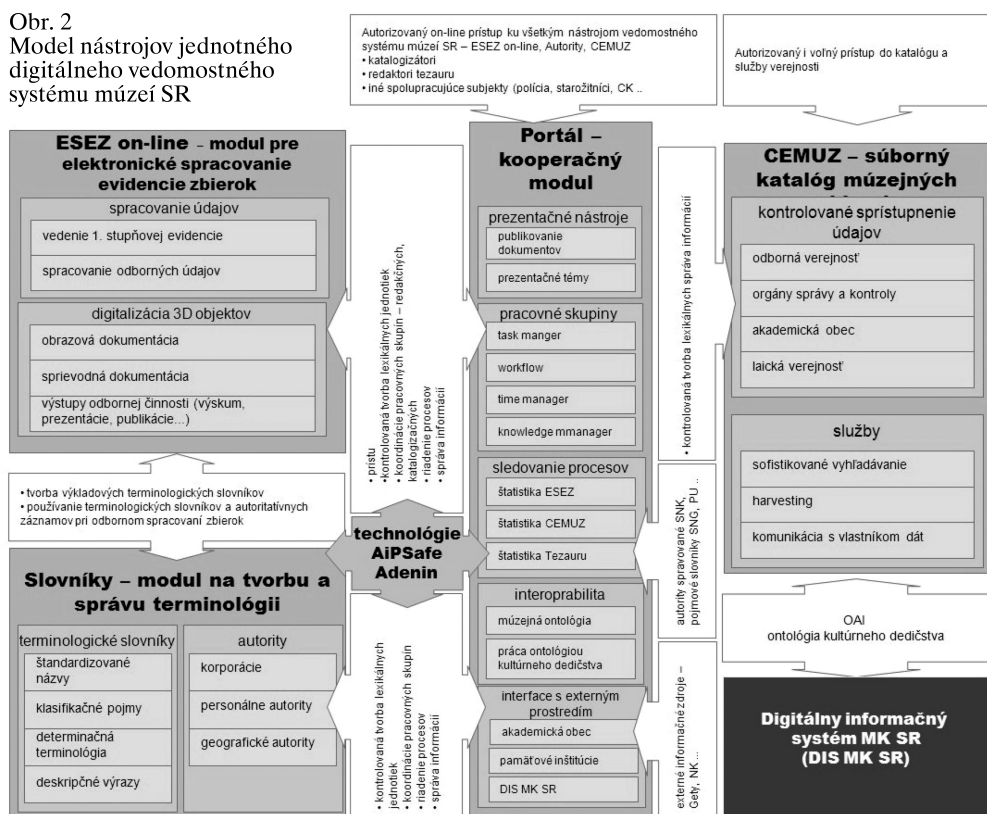 Obr. 2
Model nástrojov jednotného
digitálneho vedomostného
systému múzeí SR
Autorizovaný on-line prístup ku všetkým nástrojom vedomostného
systému múzeí SR – ESEZ on-line, Autority, CEMUZ
• katalogizátori
• redaktori tezauru
• iné spolupracujúce subjekty (polícia, starožitníci, CK ..
Autorizovaný i voľný prístup do katalógu a
služby verejnosti
ESEZ on-line – modul pre
elektronické spracovanie
evidencie zbierok
spracovanie údajov
vedenie 1. stupňovej evidencie
spracovanie odborných údajov
digitalizácia 3D objektov
obrazová dokumentácia
sprievodná dokumentácia
výstupy odbornej činnosti (výskum,
prezentácie, publikácie...)
• tvorba výkladových terminologických slovníkov
• používanie terminologických slovníkov a autoritatívnych
záznamov pri odbornom spracovaní zbierok
Slovníky – modul na tvorbu a
správu terminológii
terminologické slovníky
štandardizované
názvy
klasifikačné pojmy
determinačná
terminológia
deskripčné výrazy
autority
korporácie
personálne autority
geografické autority
• prístu
• kontrolovaná tvorba lexikálnych jednotiek
• koordinácie pracovných skupín – redakčných,
katalogizačných
• riadenie procesov
• správa informácií
technológie
AiPSafe
Adenin
• kontrolovaná tvorba lexikálnych
jednotiek
• koordinácie pracovných skupín
• riadenie procesov
• správa informácií
Portál –
kooperačný
modul
prezentačné nástroje
publikovanie
dokumentov
prezentačné témy
pracovné skupiny
task manger
workflow
time manager
knowledge mmanager
sledovanie procesov
štatistika ESEZ
štatistika CEMUZ
štatistika Tezauru
interoprabilita
múzejná ontológia
práca ontológiou
kultúrneho dedičstva
interface s externým
prostredím
akademická obec
pamäťové inštitúcie
DIS MK SR
• kontrolovaná tvorba lexikálnych správa informácií
autority spravované SNK,
pojmové slovníky SNG, PU ..
externé informačné zdroje –
Gety, NK ...
CEMUZ – súborný
katalóg múzejných
kontrolované sprístupnenie
údajov
odborná verejnosť
orgány správy a kontroly
akademická obec
laická verejnosť
služby
sofistikované vyhľadávanie
harvesting
komunikácia s vlastníkom dát
OAI
ontológia kultúrneho dedičstva
Digitálny informačný
systém MK SR
(DIS MK SR)